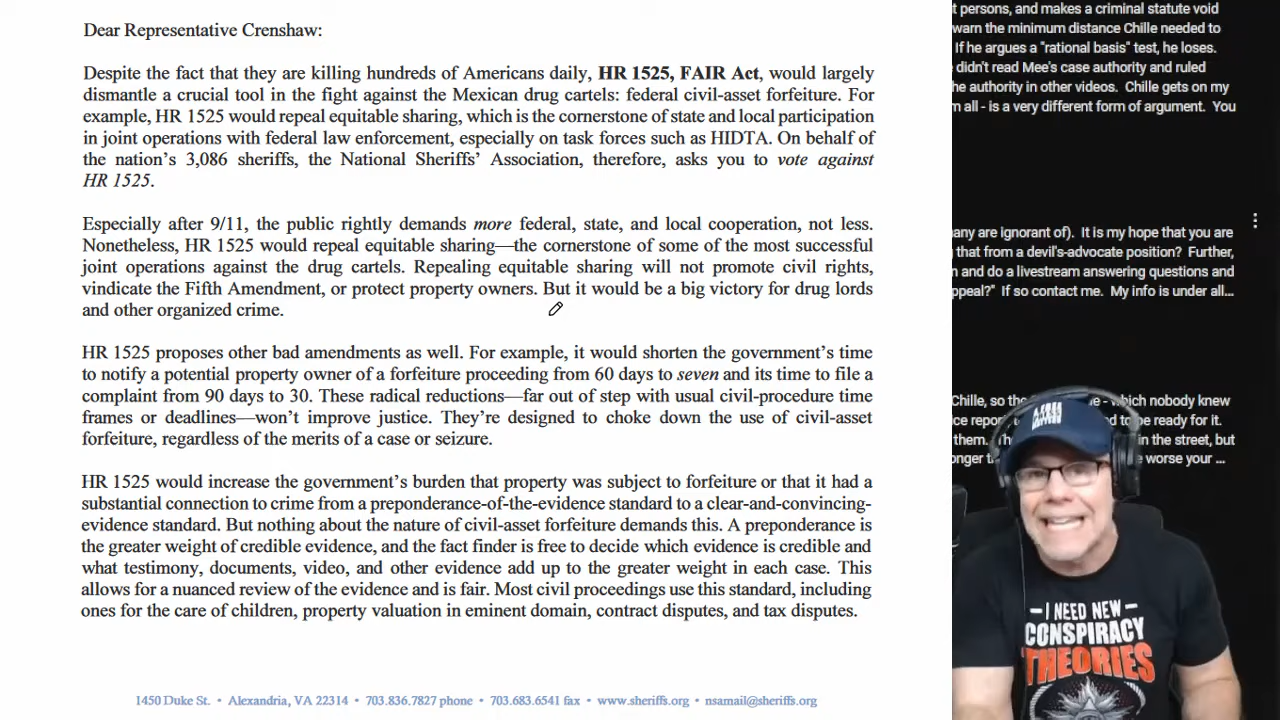 Dear Representative Crenshaw:
Despite the fact that they are killing hundreds of Americans daily, HR 1525, FAIR Act, would largely
dismantle a crucial tool in the fight against the Mexican drug cartels: federal civil-asset forfeiture. For
example, HR 1525 would repeal equitable sharing, which is the cornerstone of state and local participation
in joint operations with federal law enforcement, especially on task forces such as HIDTA. On behalf of
the nation's 3,086 sheriffs, the National Sheriffs' Association, therefore, asks you to vote against
HR 1525.
Especially after 9/11, the public rightly demands more federal, state, and local cooperation, not less.
Nonetheless, HR 1525 would repeal equitable sharing—the cornerstone of some of the most successful
joint operations against the drug cartels. Repealing equitable sharing will not promote civil rights,
vindicate the Fifth Amendment, or protect property owners. But it would be a big victory for drug lords
and other organized crime.
HR 1525 proposes other bad amendments as well. For example, it would shorten the government's time
to notify a potential property owner of a forfeiture proceeding from 60 days to seven and its time to file a
complaint from 90 days to 30. These radical reductions—far out of step with usual civil-procedure time
frames or deadlines—won't improve justice. They're designed to choke down the use of civil-asset
forfeiture, regardless of the merits of a case or seizure.
HR 1525 would increase the government's burden that property was subject to forfeiture or that it had a
substantial connection to crime from a preponderance-of-the-evidence standard to a clear-and-convincing-
evidence standard. But nothing about the nature of civil-asset forfeiture demands this. A preponderance is
the greater weight of credible evidence, and the fact finder is free to decide which evidence is credible and
what testimony, documents, video, and other evidence add up to the greater weight in each case. This
allows for a nuanced review of the evidence and is fair. Most civil proceedings use this standard, including
ones for the care of children, property valuation in eminent domain, contract disputes, and tax disputes.
1450 Duke St. • Alexandria, VA 22314 • 703.836.7827 phone • 703.683.6541 fax • www.sheriffs.org • nsamail@sheriffs.org
t persons, and makes a criminal statute void
warn the minimum distance Chille needed to
If he argues a "rational basis" test, he loses.
didn't read Mee's case authority and ruled
he authority in other videos. Chille gets on my
m all - is a very different form of argument. You
any are ignorant of). It is my hope that you are
g that from a devil's-advocate position? Further,
n and do a livestream answering questions and
ppeal?" If so contact me. My info is under all...
Chille, so the
e - which nobody knew
ice repor
d to be ready for it.
them.
in the street, but
onger t
e worse your ...
- I NEED NEW -
CONSPIRACY
THEORIES